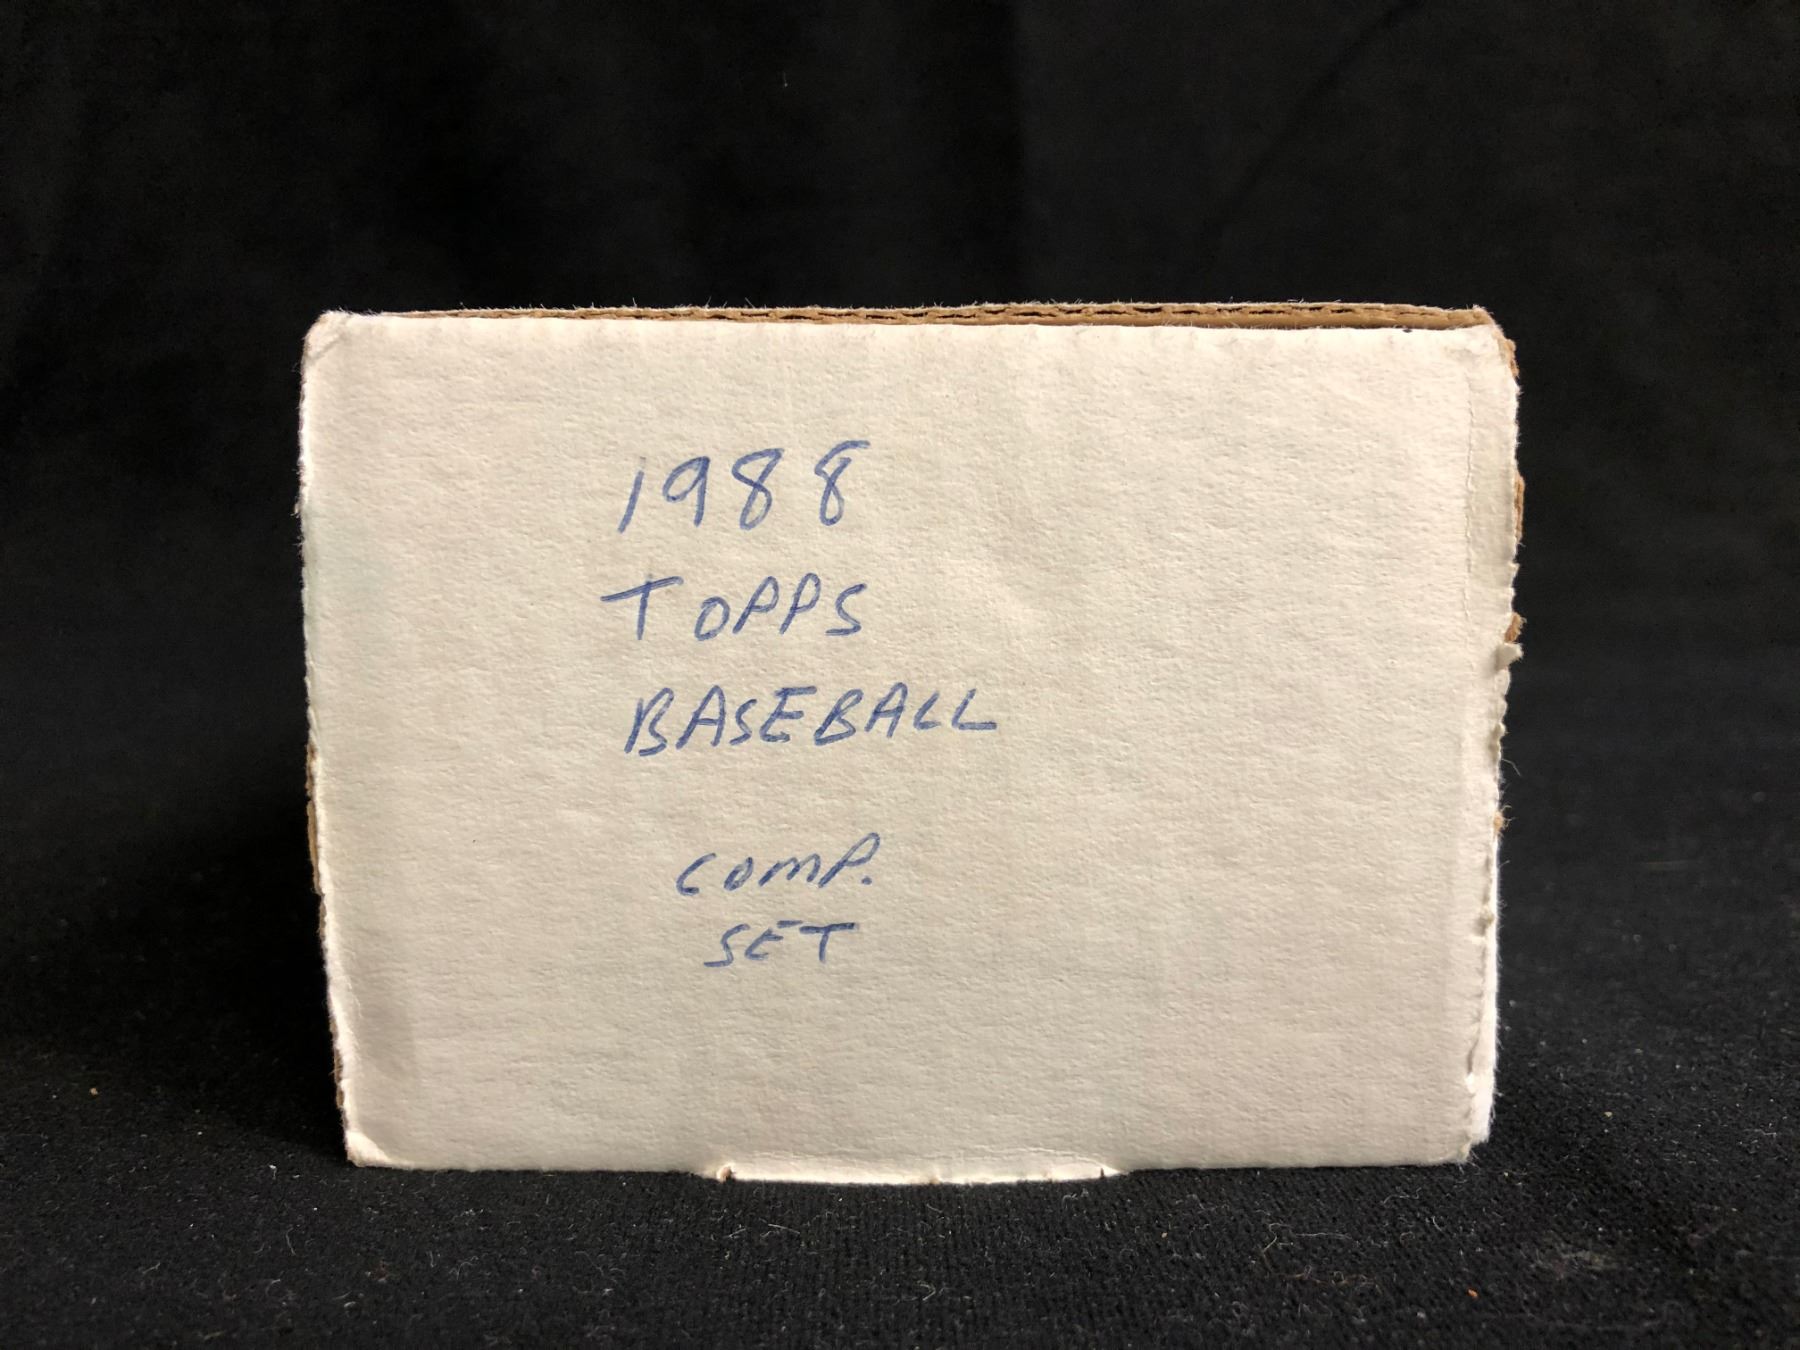 1988
TOPPS
BASEBALL
COMP.
SET